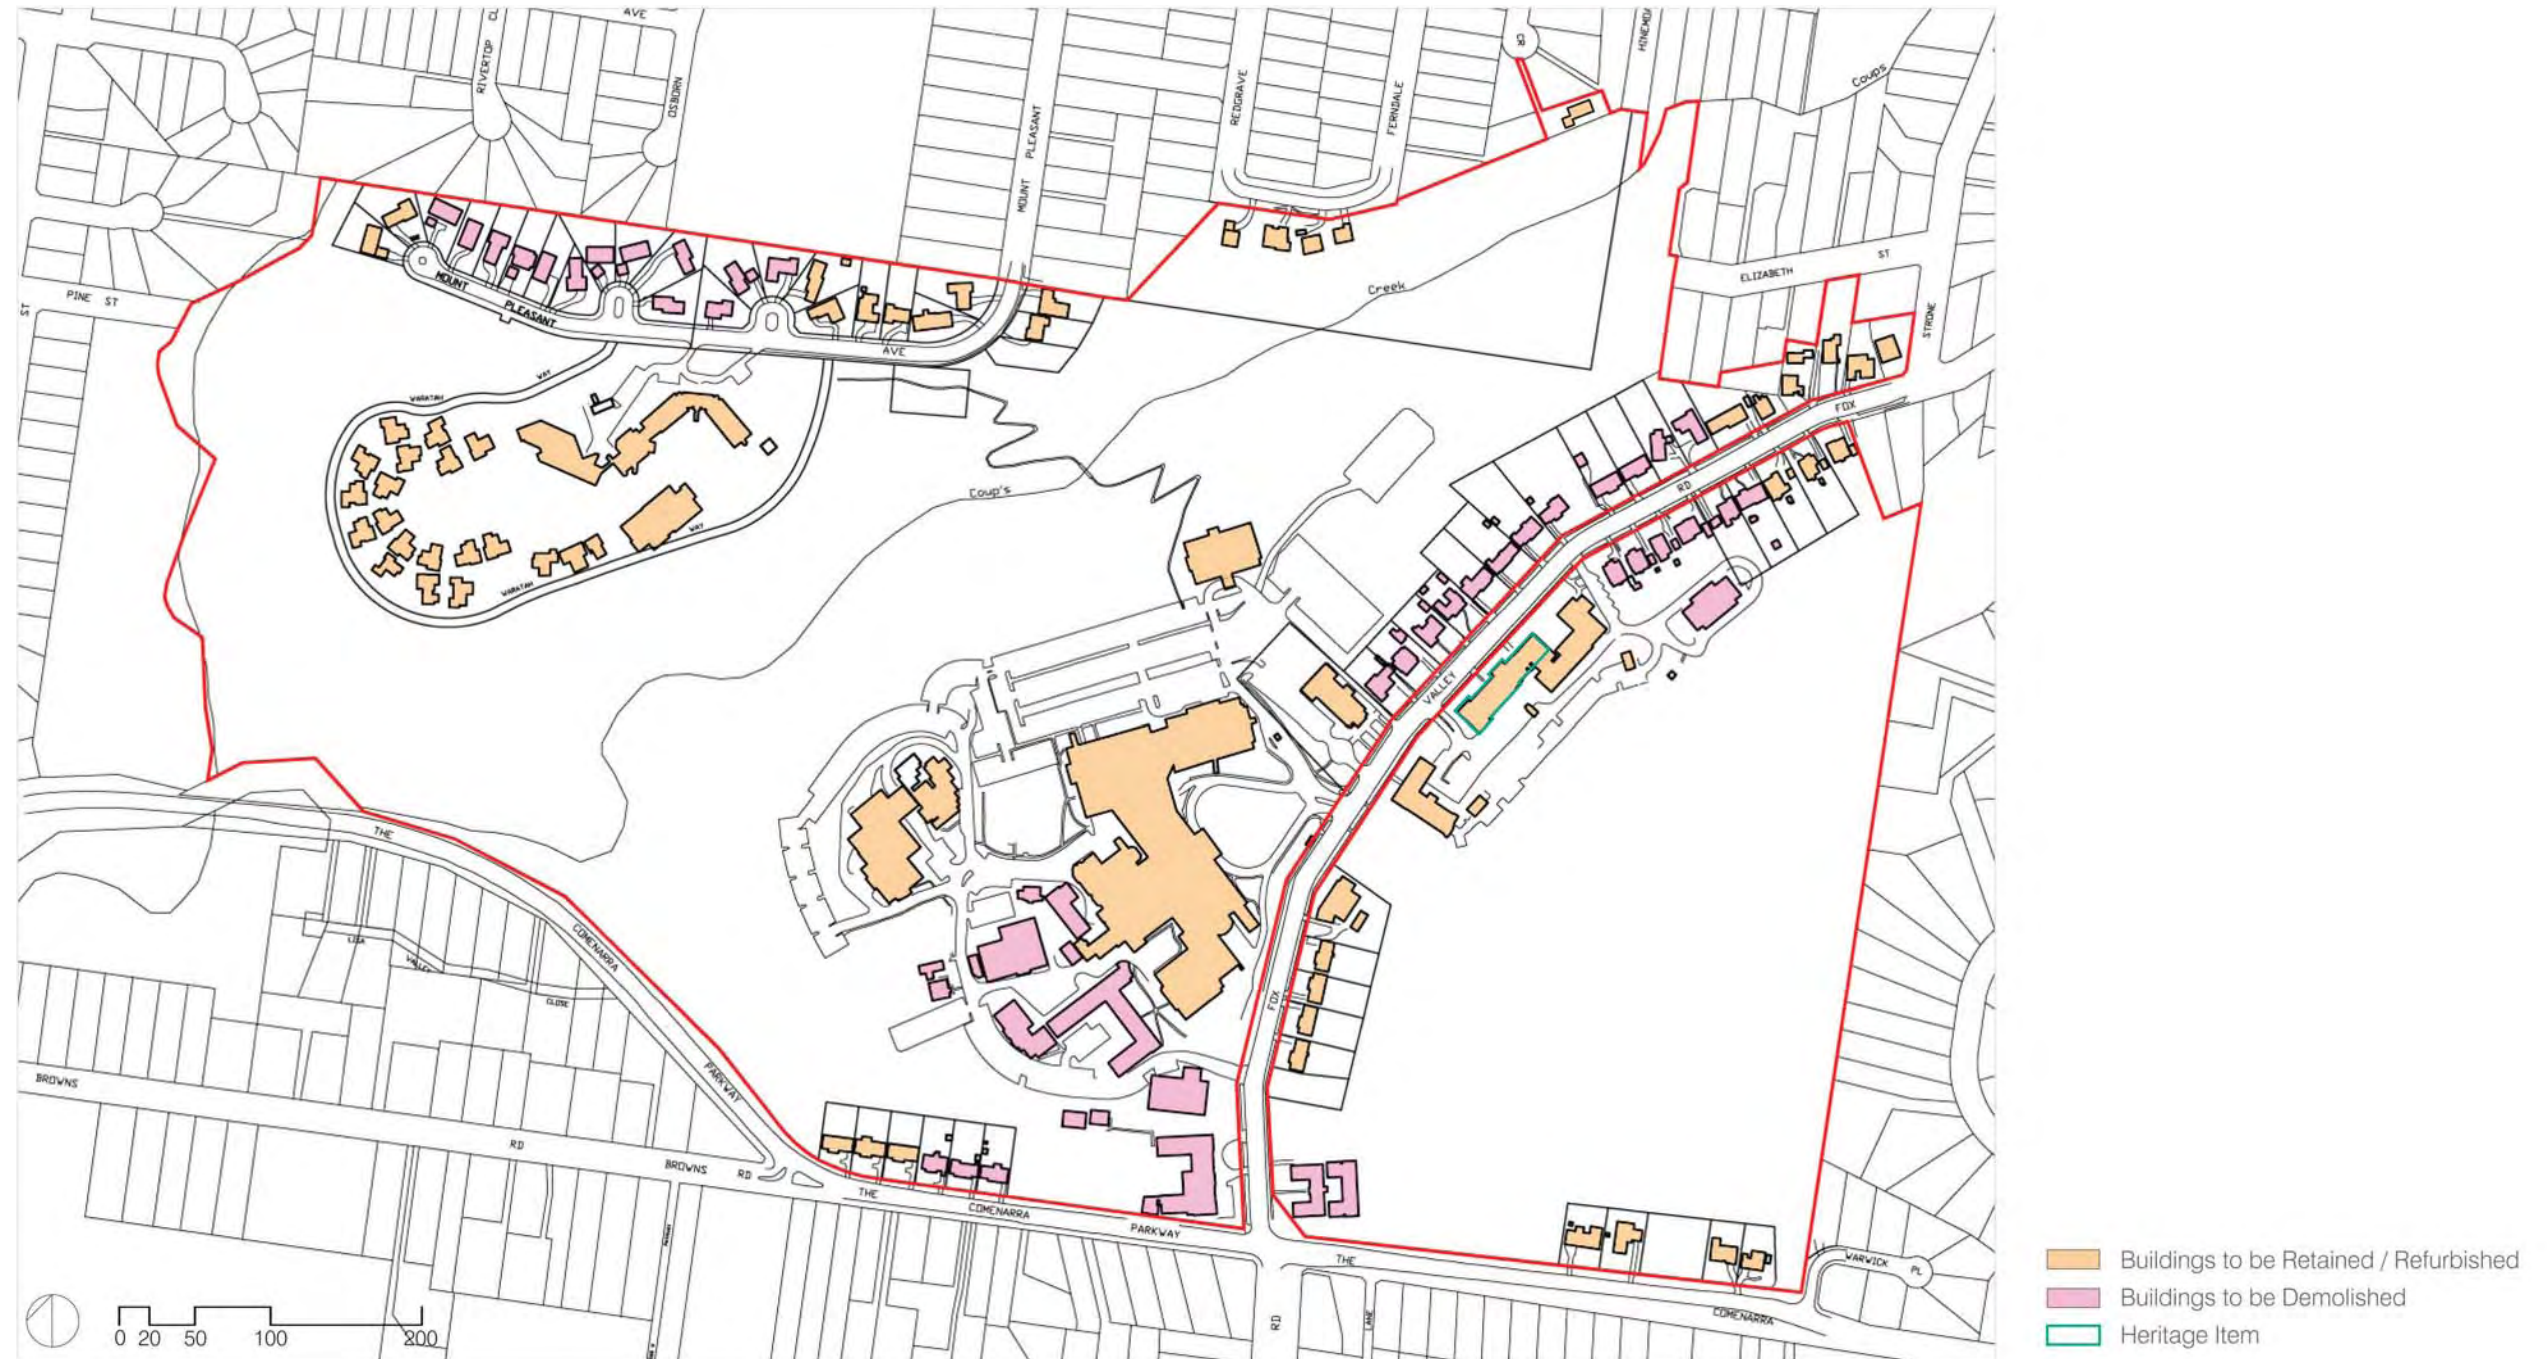 AVE
RIVERTOP
CL
OSBORN
MOUNT PLEASANT
REDGRAVE
FERNDALE
CR
HINEMOA
Coups
PINE ST
ST
MOUNT
PLEASANT
AVE
Creek
ELIZABETH
ST
STRONE
WARATAH
WAY
Coup's
FOX
RD
WARATAH
WAY
VALLEY
THE
COMENARRA
PARKWAY
LISA
VALLEY
CLOSE
FOX
BROWNS
RD
BROWNS
RD
THE
COMENARRA
PARKWAY
THE
COMENARRA
WARWICK
PL
RD
LANE
0 20 50 100 200
Buildings to be Retained / Refurbished
Buildings to be Demolished
Heritage Item